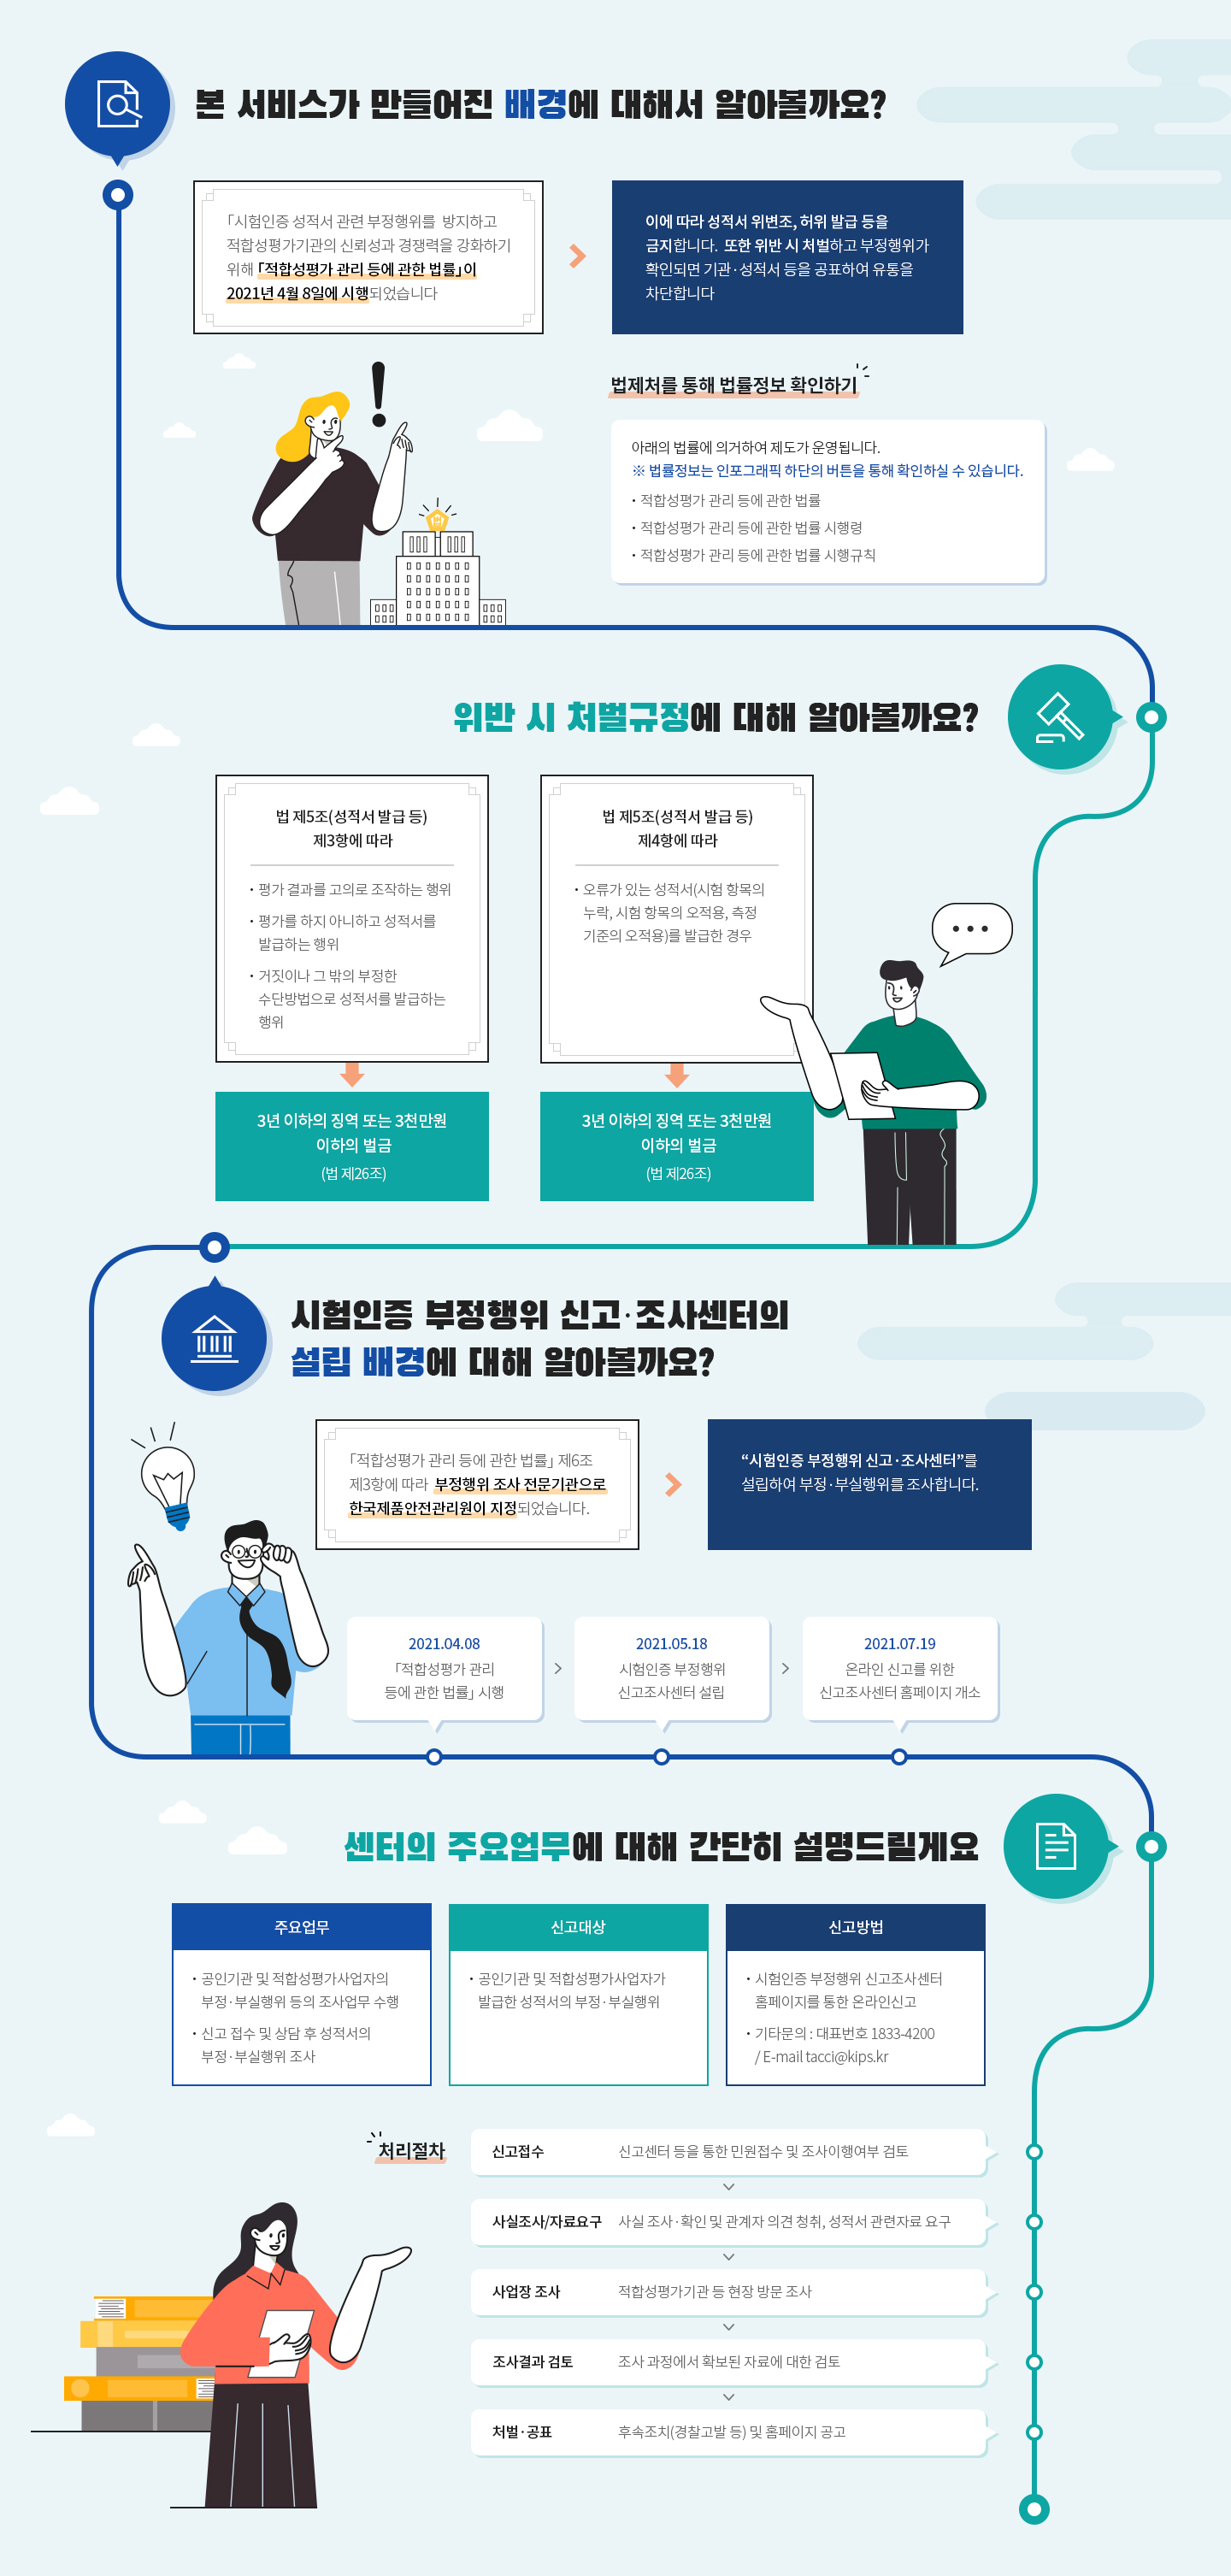 본 서비스가 만들어진 배경에 대해서 알아볼까요?
「시험인증 성적서 관련 부정행위를 방지하고
적합성평가기관의 신뢰성과 경쟁력을 강화하기
위해 「적합성평가 관리 등에 관한 법률」이
2021년 4월 8일에 시행되었습니다
이에 따라 성적서 위변조, 허위 발급 등을
금지합니다. 또한 위반 시 처벌하고 부정행위가
확인되면 기관·성적서 등을 공표하여 유통을
차단합니다
법제처를 통해 법률정보 확인하기
아래의 법률에 의거하여 제도가 운영됩니다.
※ 법률정보는 인포그래픽 하단의 버튼을 통해 확인하실 수 있습니다.
· 적합성평가 관리 등에 관한 법률
· 적합성평가 관리 등에 관한 법률 시행령
· 적합성평가 관리 등에 관한 법률 시행규칙
위반 시 처벌규정에 대해 알아볼까요?
법 제5조(성적서 발급 등)
제3항에 따라
· 평가 결과를 고의로 조작하는 행위
· 평가를 하지 아니하고 성적서를
발급하는 행위
· 거짓이나 그 밖의 부정한
수단방법으로 성적서를 발급하는
행위
3년 이하의 징역 또는 3천만원
이하의 벌금
(법 제26조)
법 제5조(성적서 발급 등)
제4항에 따라
· 오류가 있는 성적서(시험 항목의
누락, 시험 항목의 오적용, 측정
기준의 오적용)를 발급한 경우
3년 이하의 징역 또는 3천만원
이하의 벌금
(법 제26조)
시험인증 부정행위 신고·조사센터의
설립 배경에 대해 알아볼까요?
「적합성평가 관리 등에 관한 법률」 제6조
제3항에 따라 부정행위 조사 전문기관으로
한국제품안전관리원이 지정되었습니다.
“시험인증 부정행위 신고·조사센터”를
설립하여 부정·부실행위를 조사합니다.
2021.04.08
「적합성평가 관리
등에 관한 법률」 시행
2021.05.18
시험인증 부정행위
신고조사센터 설립
2021.07.19
온라인 신고를 위한
신고조사센터 홈페이지 개소
센터의 주요업무에 대해 간단히 설명드릴게요
주요업무
· 공인기관 및 적합성평가사업자의
부정·부실행위 등의 조사업무 수행
· 신고 접수 및 상담 후 성적서의
부정·부실행위 조사
신고대상
· 공인기관 및 적합성평가사업자가
발급한 성적서의 부정·부실행위
신고방법
· 시험인증 부정행위 신고조사센터
홈페이지를 통한 온라인신고
· 기타문의 : 대표번호 1833-4200
/ E-mail tacci@kips.kr
처리절차
신고접수 신고센터 등을 통한 민원접수 및 조사이행여부 검토
사실조사/자료요구 사실 조사·확인 및 관계자 의견 청취, 성적서 관련자료 요구
사업장 조사 적합성평가기관 등 현장 방문 조사
조사결과 검토 조사 과정에서 확보된 자료에 대한 검토
처벌·공표 후속조치(경찰고발 등) 및 홈페이지 공고